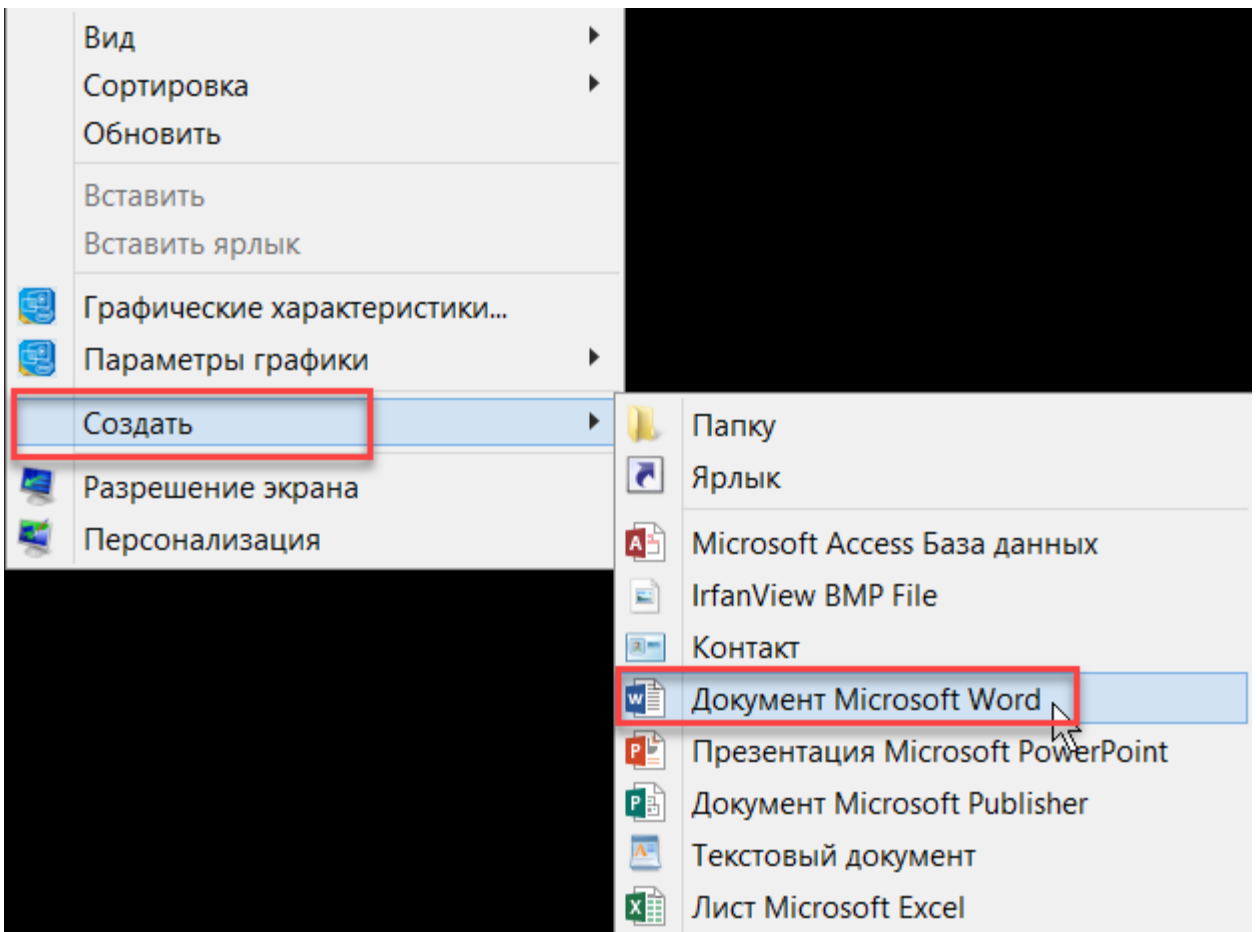 Вид
Сортировка
Обновить
Вставить
Вставить ярлык
Графические характеристики...
Параметры графики
Создать
Разрешение экрана
Персонализация
Папку
Ярлык
Microsoft Access База данных
IrfanView BMP File
Контакт
Документ Microsoft Word
Презентация Microsoft PowerPoint
Документ Microsoft Publisher
Текстовый документ
Лист Microsoft Excel